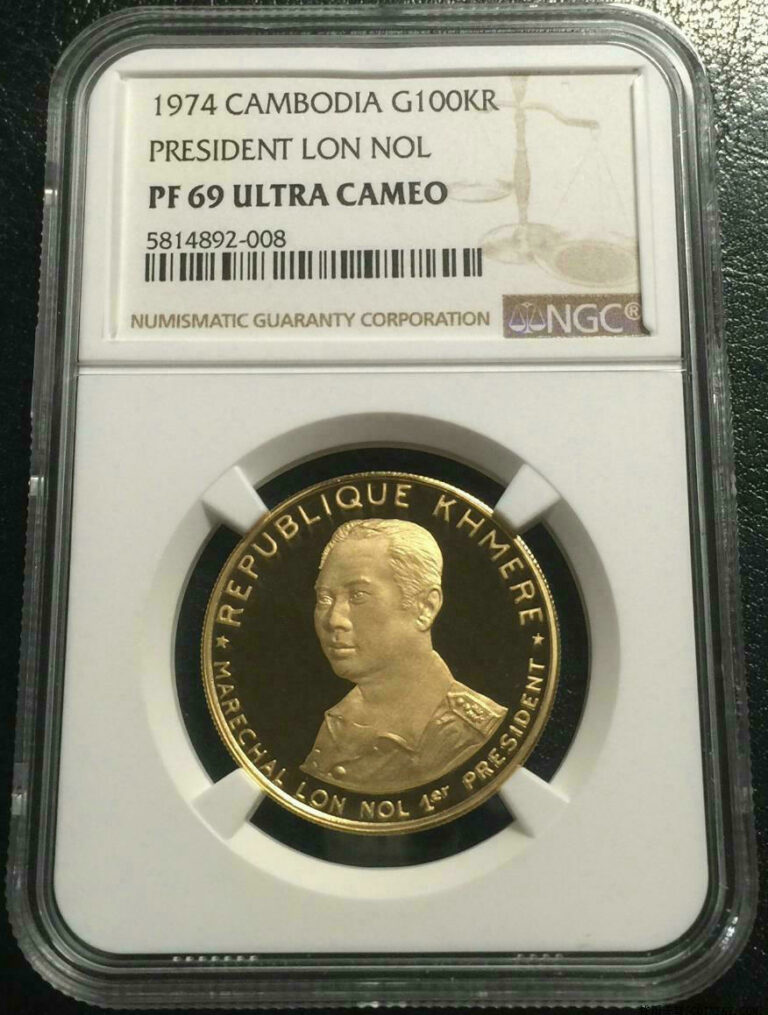 1974 CAMBODIA G100KR
PRESIDENT LON NOL
PF 69 ULTRA CAMEO
5814892-008
NUMISMATIC GUARANTY CORPORATION
NGC®
REPUBLIQUE KHMERE
MARECHAL LON NOL 1er PRESIDENT